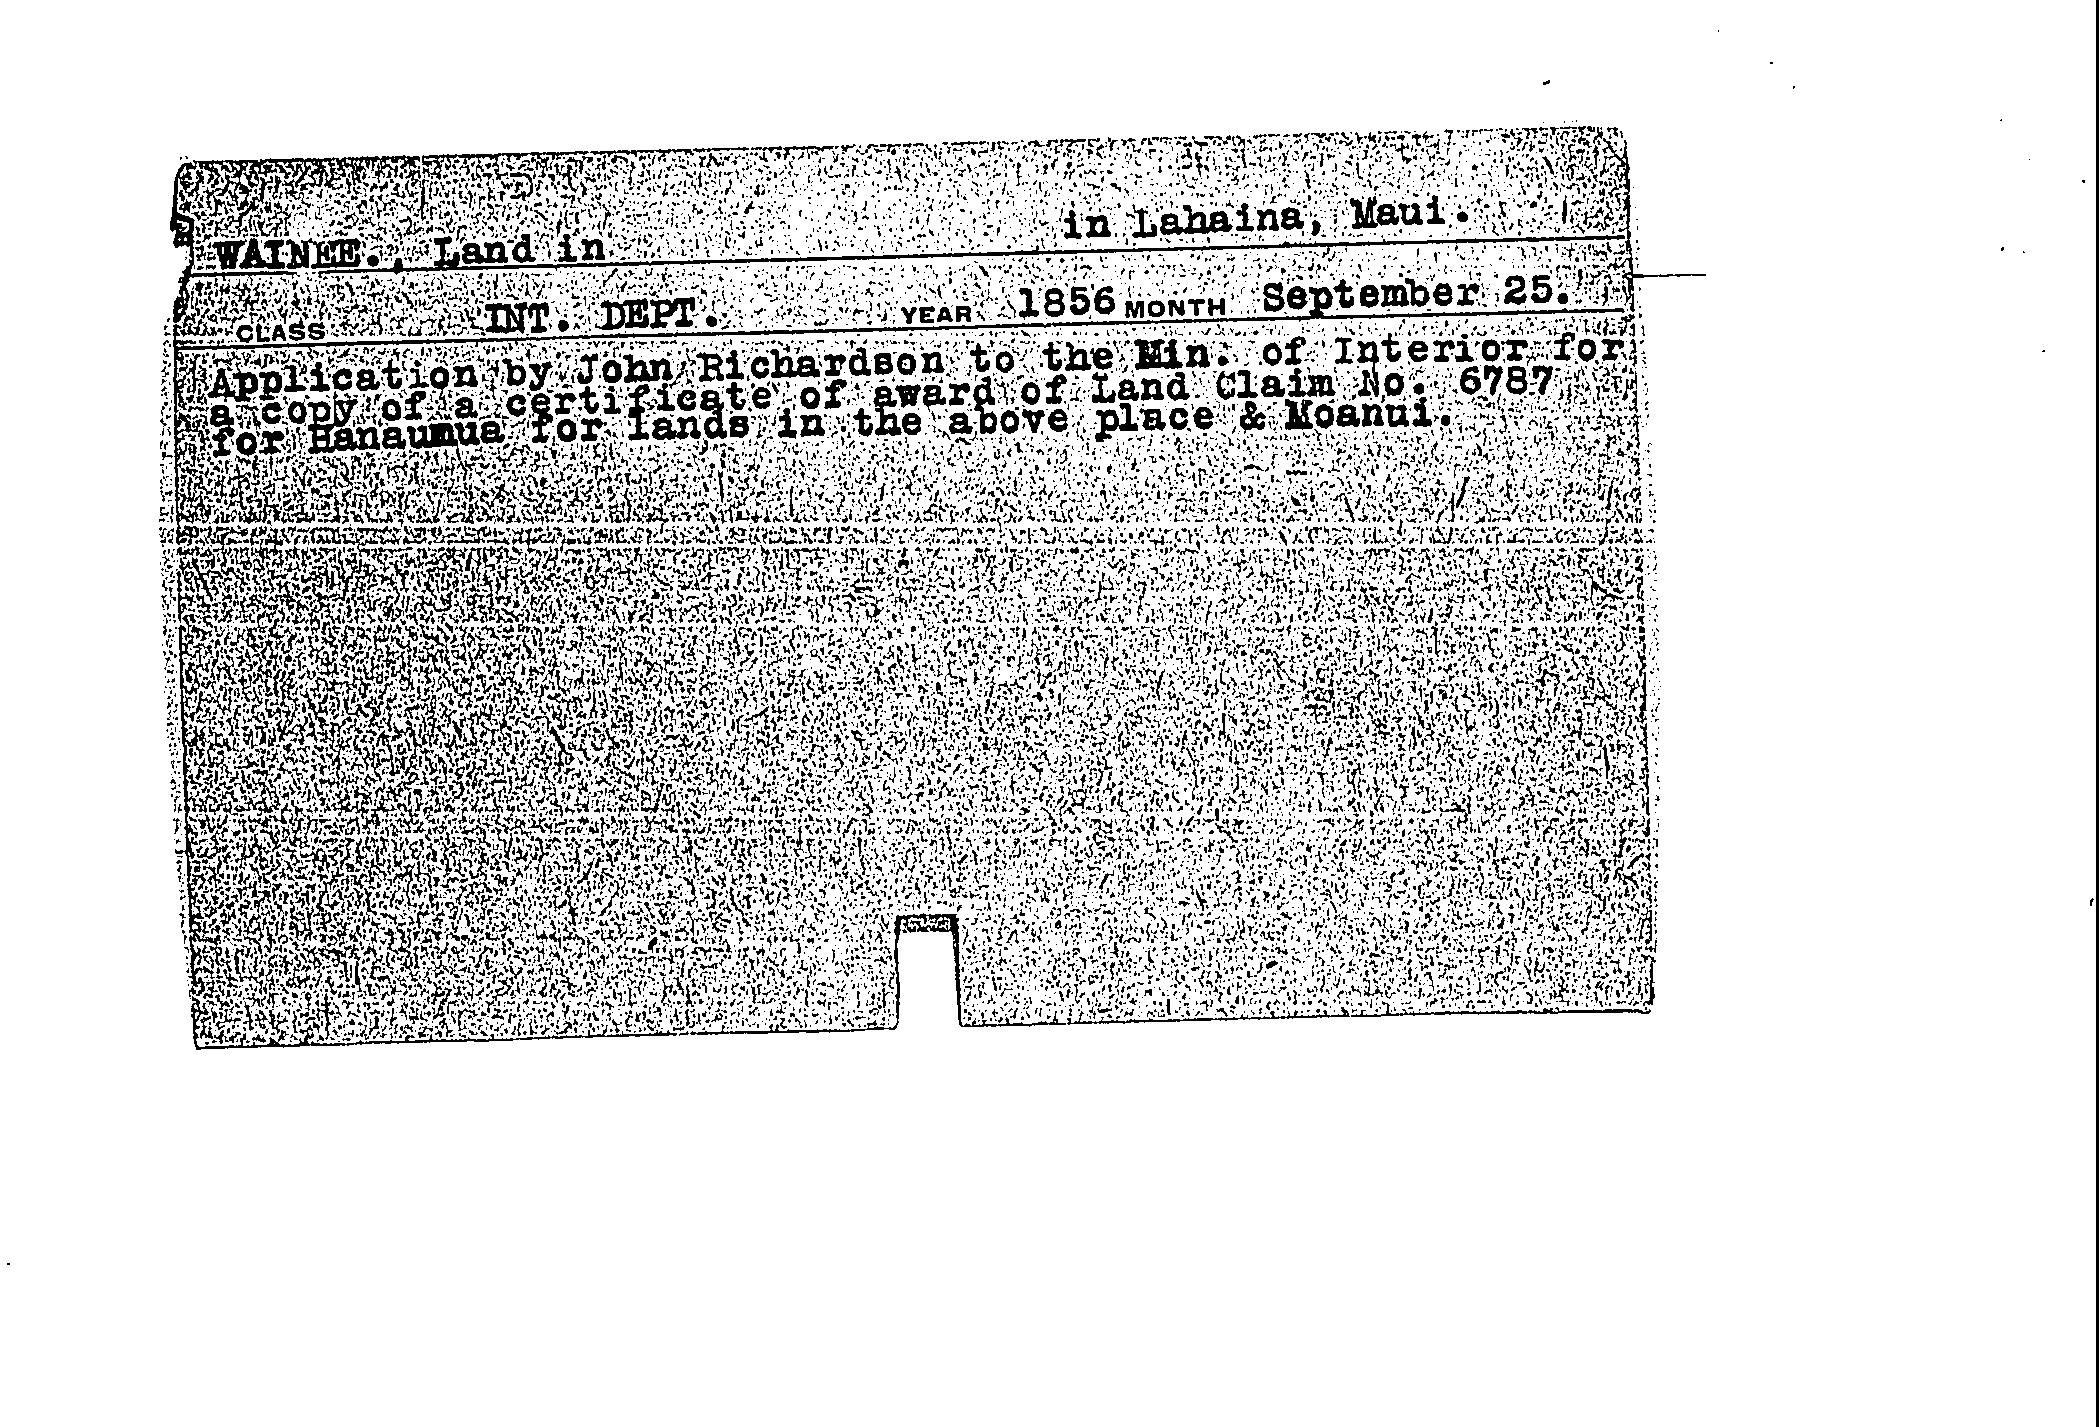 WAINEE., Land in in Lahaina, Maui.
CLASS INT. DEPT. YEAR 1856 MONTH September 25.
Application by John Richardson to the Min. of Interior for
a copy of a certificate of award of Land Claim No. 6787
for Hanaumua for lands in the above place & Moanui.